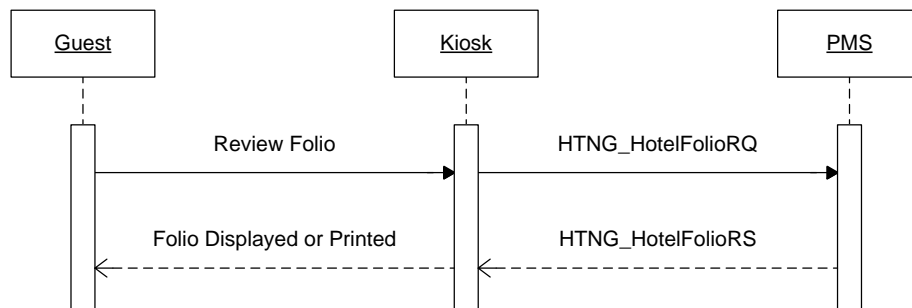 Guest
Kiosk
PMS
Review Folio
HTNG_HotelFolioRQ
Folio Displayed or Printed
HTNG_HotelFolioRS